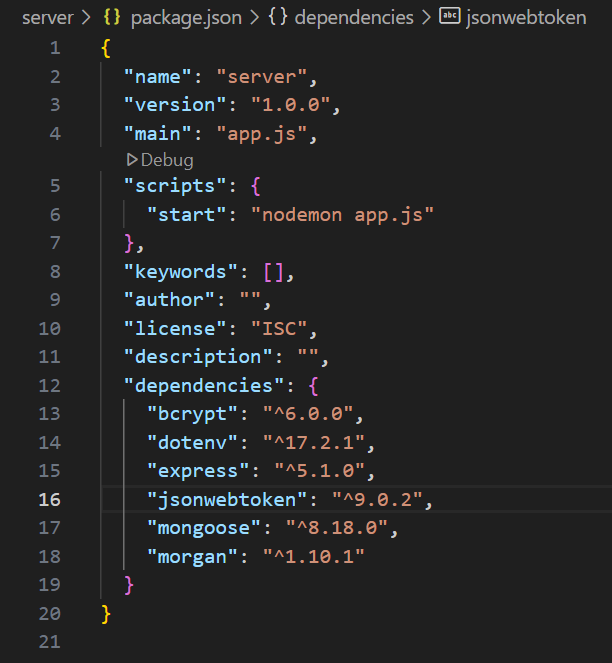 server > {} package.json > {} dependencies > abc jsonwebtoken
1 {
2 "name": "server",
3 "version": "1.0.0",
4 "main": "app.js",
Debug
5 "scripts": {
6 "start": "nodemon app.js"
7 },
8 "keywords": [],
9 "author": "",
10 "license": "ISC",
11 "description": "",
12 "dependencies": {
13 "bcrypt": "^6.0.0",
14 "dotenv": "^17.2.1",
15 "express": "^5.1.0",
16 "jsonwebtoken": "^9.0.2",
17 "mongoose": "^8.18.0",
18 "morgan": "^1.10.1"
19 }
20 }
21